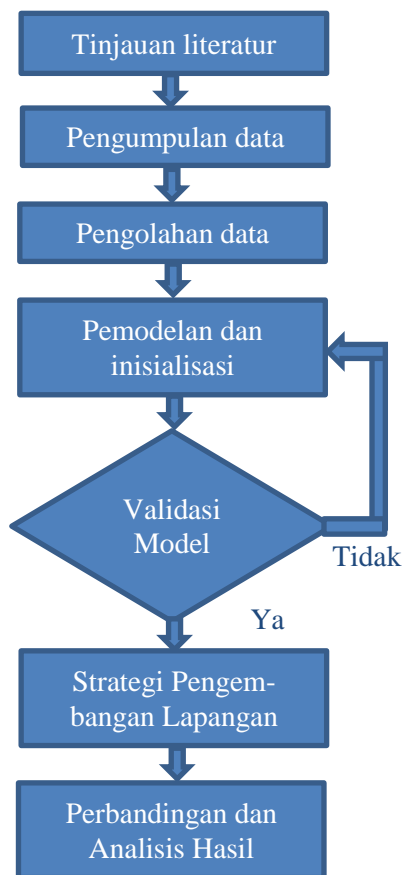 Tinjauan literatur
Pengumpulan data
Pengolahan data
Pemodelan dan
inisialisasi
Validasi
Model
Tidak
Ya
Strategi Pengem-
bangan Lapangan
Perbandingan dan
Analisis Hasil